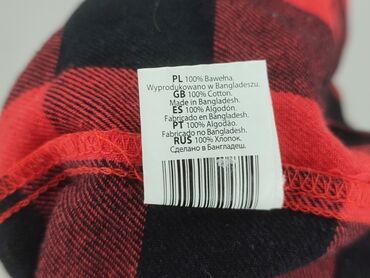 PL 100% Bawełna.
Wyprodukowano w Bangladeszu.
GB 100% Cotton.
Made in Bangladesh.
ES 100% Algodón.
Fabricado en Bangladesh.
PT 100% Algodão.
Fabricado no Bangladesh.
RUS 100% Хлопок.
Сделано в Бангладеш.